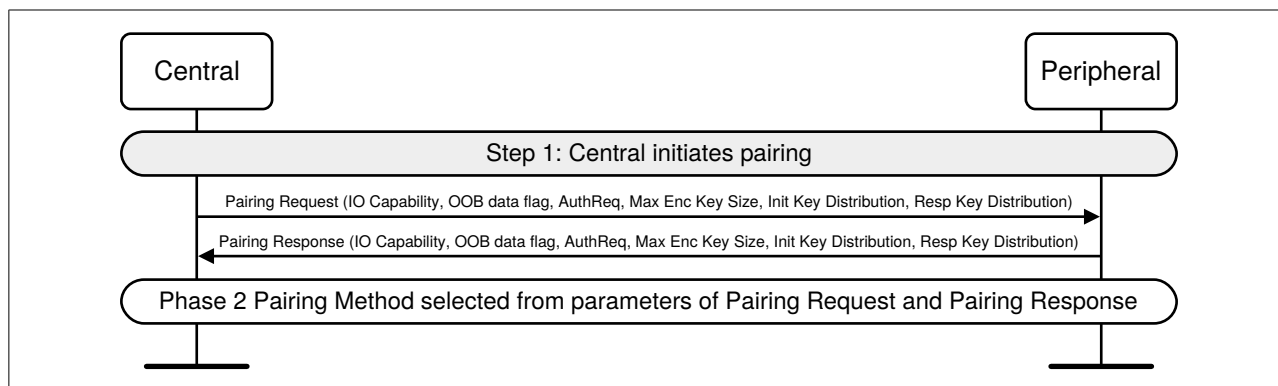 Central
Peripheral
Step 1: Central initiates pairing
Pairing Request (IO Capability, OOB data flag, AuthReq, Max Enc Key Size, Init Key Distribution, Resp Key Distribution)
Pairing Response (IO Capability, OOB data flag, AuthReq, Max Enc Key Size, Init Key Distribution, Resp Key Distribution)
Phase 2 Pairing Method selected from parameters of Pairing Request and Pairing Response